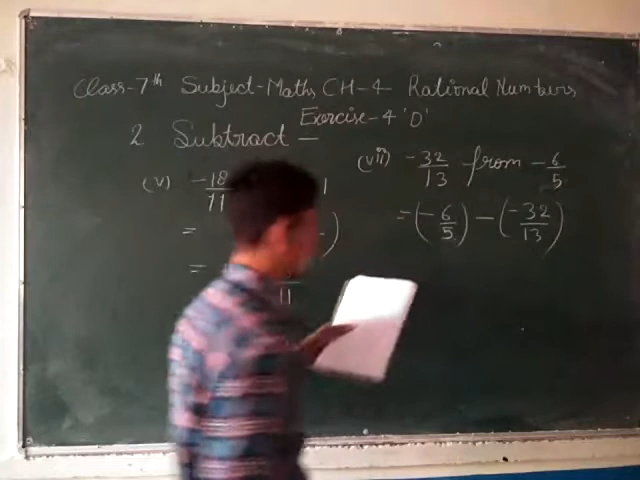 Class-7th Subject-Maths CH-4 Rational Numbers
Exercise-4 'D'
2 Subtract —
(v) -18/11 1
= )
= 11
(vii) -32/13 from -6/5
= (-6/5) - (-32/13)